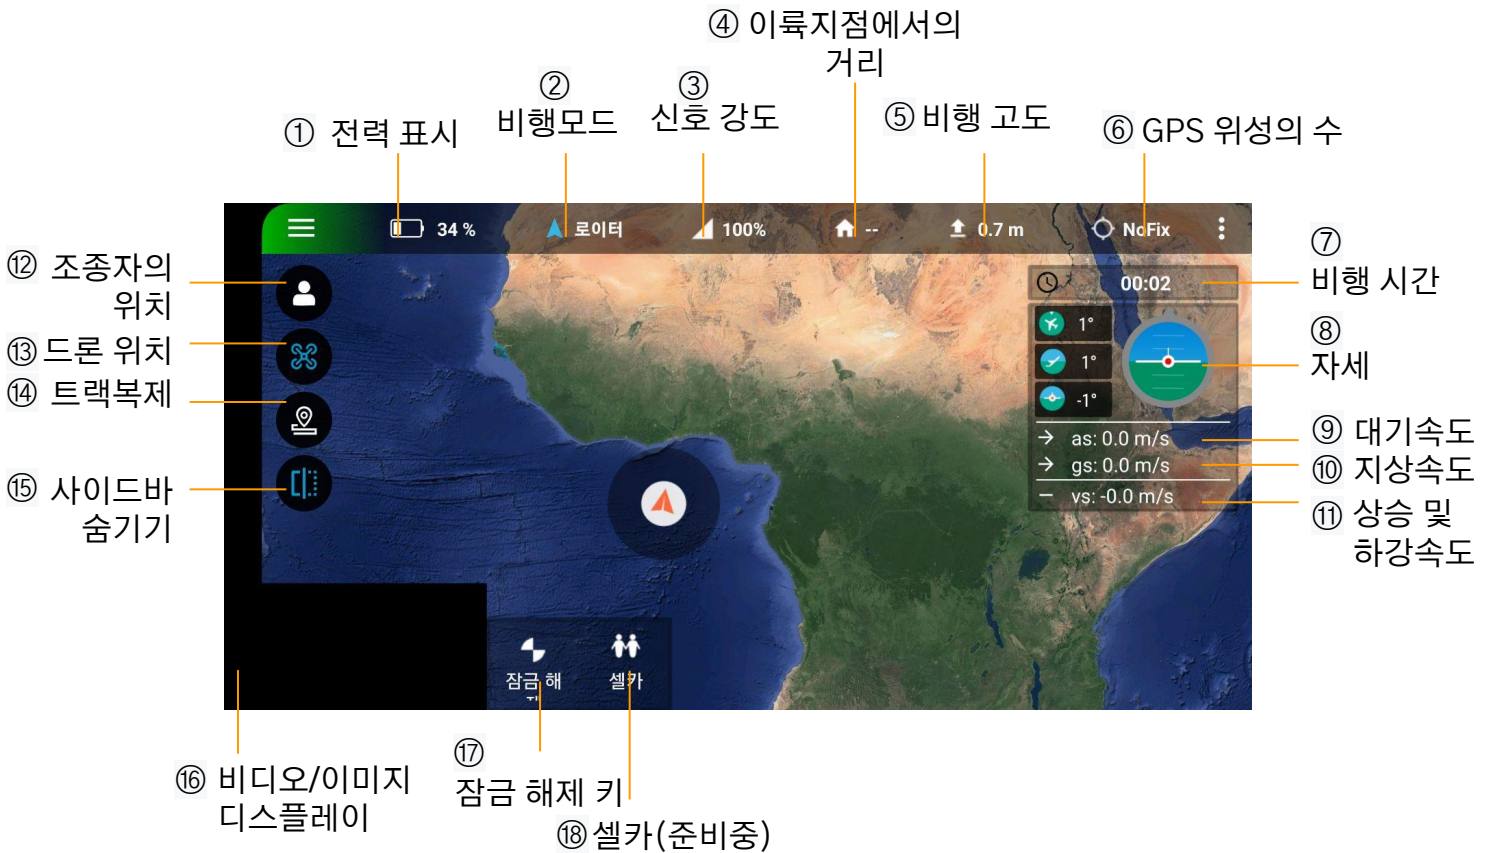 ④ 이륙지점에서의
거리
②
비행모드
③
신호 강도
① 전력 표시
⑤ 비행 고도
⑥ GPS 위성의 수
34 %
로이터
100%
--
0.7 m
NoFix
⑫ 조종자의
위치
⑬ 드론 위치
⑭ 트랙복제
⑮ 사이드바
숨기기
00:02
1°
1°
-1°
as: 0.0 m/s
gs: 0.0 m/s
vs: -0.0 m/s
⑦
비행 시간
⑧
자세
⑨ 대기속도
⑩ 지상속도
⑪ 상승 및
하강속도
잠금 해
셀카
⑯ 비디오/이미지
디스플레이
⑰
잠금 해제 키
⑱ 셀카(준비중)